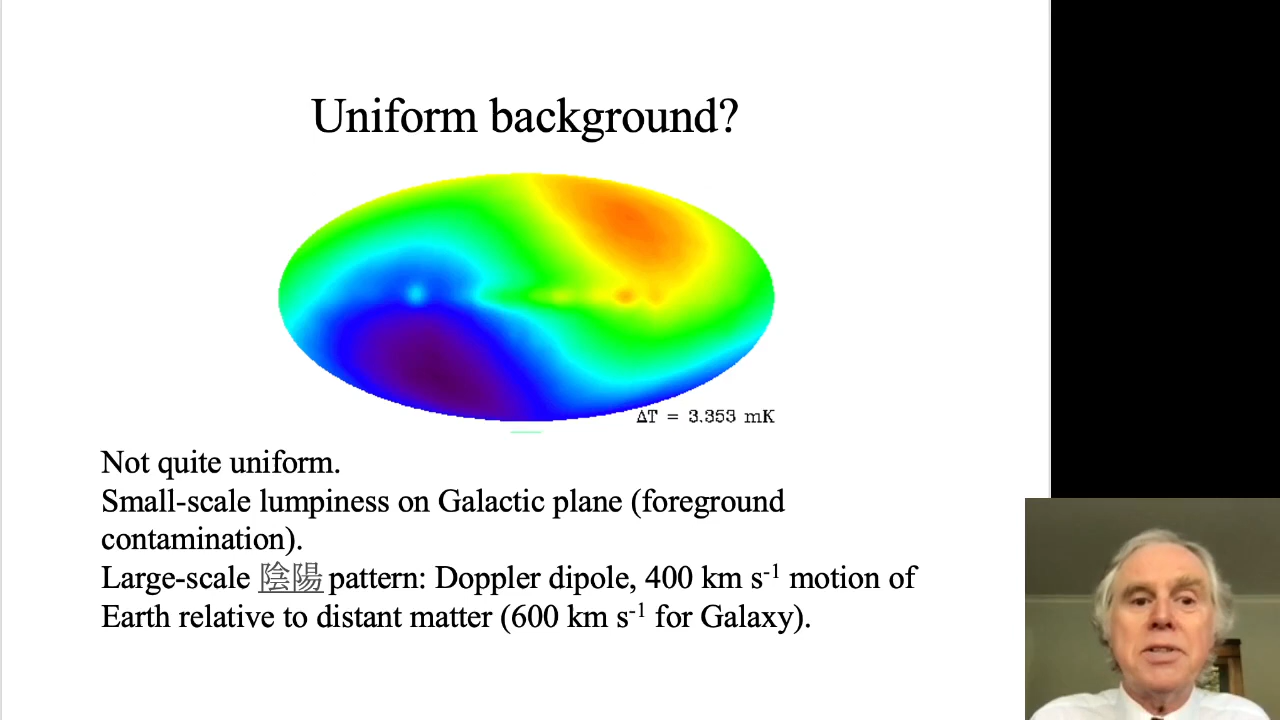 Uniform background?
ΔT = 3.353 mK
Not quite uniform.
Small-scale lumpiness on Galactic plane (foreground
contamination).
Large-scale 陰陽 pattern: Doppler dipole, 400 km s⁻¹ motion of
Earth relative to distant matter (600 km s⁻¹ for Galaxy).